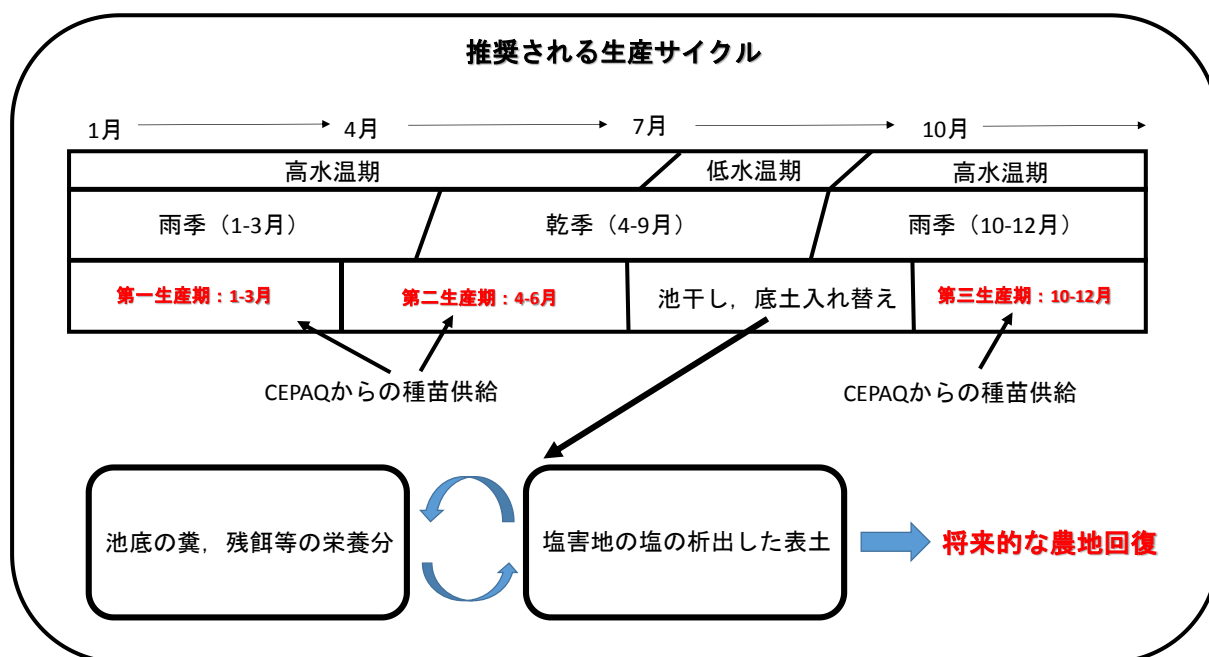 推奨される生産サイクル
1月
4月
7月
10月
高水温期
低水温期
高水温期
雨季（1-3月）
乾季（4-9月）
雨季（10-12月）
第一生産期：1-3月
第二生産期：4-6月
池干し，底土入れ替え
第三生産期：10-12月
CEPAQからの種苗供給
CEPAQからの種苗供給
池底の糞，残餌等の栄養分
塩害地の塩の析出した表土
将来的な農地回復